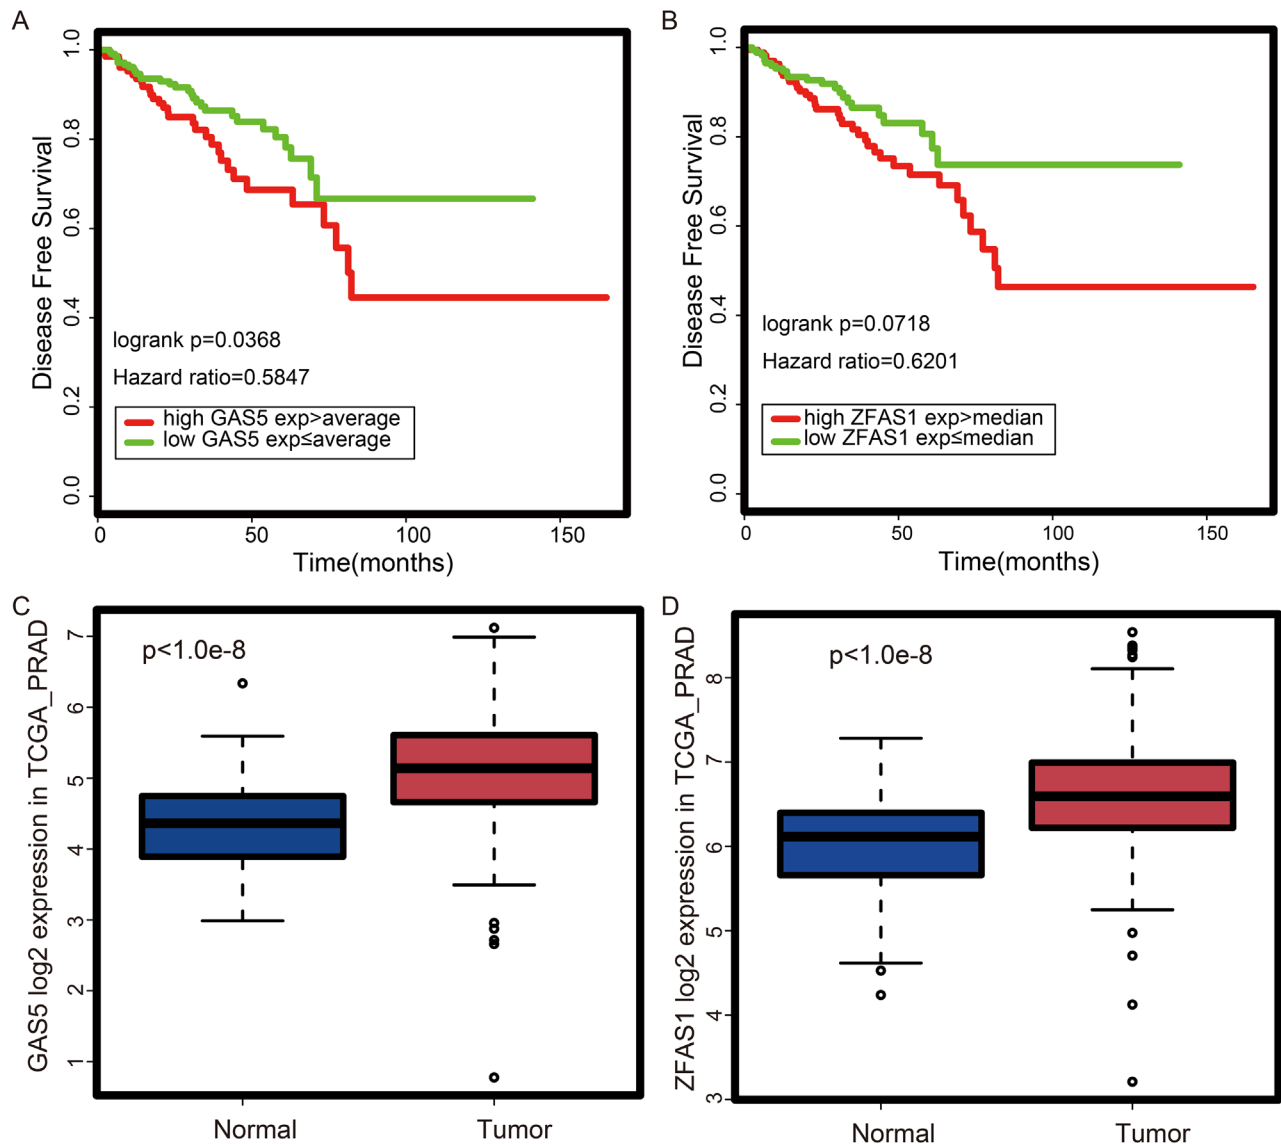 A
Disease Free Survival
1.0
0.8
0.6
0.4
0.2
0.0
logrank p=0.0368
Hazard ratio=0.5847
high GAS5 exp>average
low GAS5 exp≤average
0
50
100
150
Time(months)
B
Disease Free Survival
1.0
0.8
0.6
0.4
0.2
0.0
logrank p=0.0718
Hazard ratio=0.6201
high ZFAS1 exp>median
low ZFAS1 exp≤median
0
50
100
150
Time(months)
C
GAS5 log2 expression in TCGA_PRAD
7
6
5
4
3
2
1
p<1.0e-8
Normal
Tumor
D
ZFAS1 log2 expression in TCGA_PRAD
8
7
6
5
4
3
p<1.0e-8
Normal
Tumor